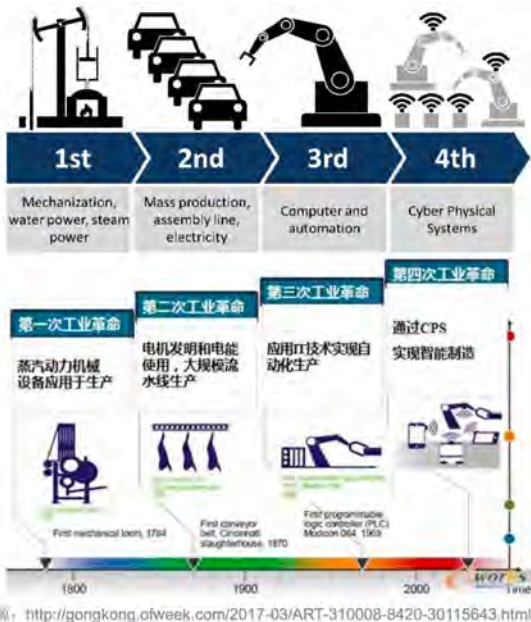 1st
2nd
3rd
4th
Mechanization,
water power, steam
power
Mass production,
assembly line,
electricity
Computer and
automation
Cyber Physical
Systems
第一次工业革命
第二次工业革命
第三次工业革命
第四次工业革命
蒸汽动力机械
设备应用于生产
电机发明和电能
使用，大规模流
水线生产
应用IT技术实现自
动化生产
通过CPS
实现智能制造
First mechanical loom, 1784
First conveyor
belt, Cincinnati
slaughterhouse, 1870
First programmable
logic controller (PLC)
Modicon 084, 1969
1800
1900
2000
Time
http://gongkong.ofweek.com/2017-03/ART-310008-8420-30115643.html